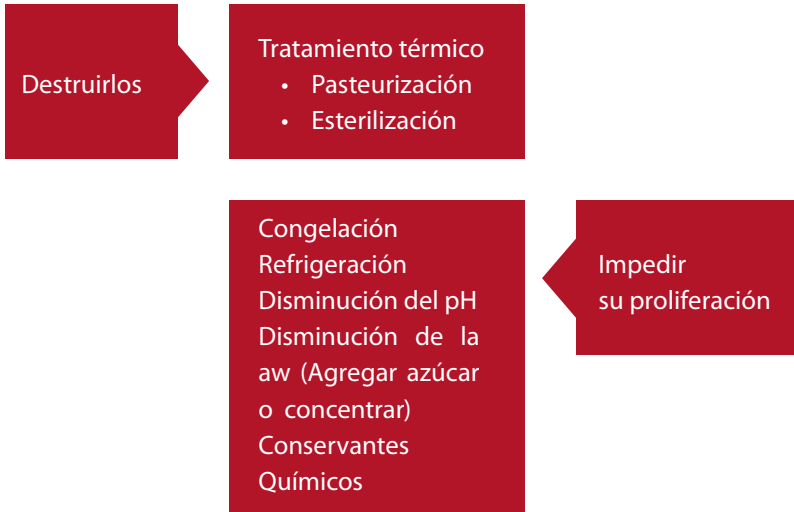 Destruirlos
Tratamiento térmico
• Pasteurización
• Esterilización
Congelación
Refrigeración
Disminución del pH
Disminución de la
aw (Agregar azúcar
o concentrar)
Conservantes
Químicos
Impedir
su proliferación